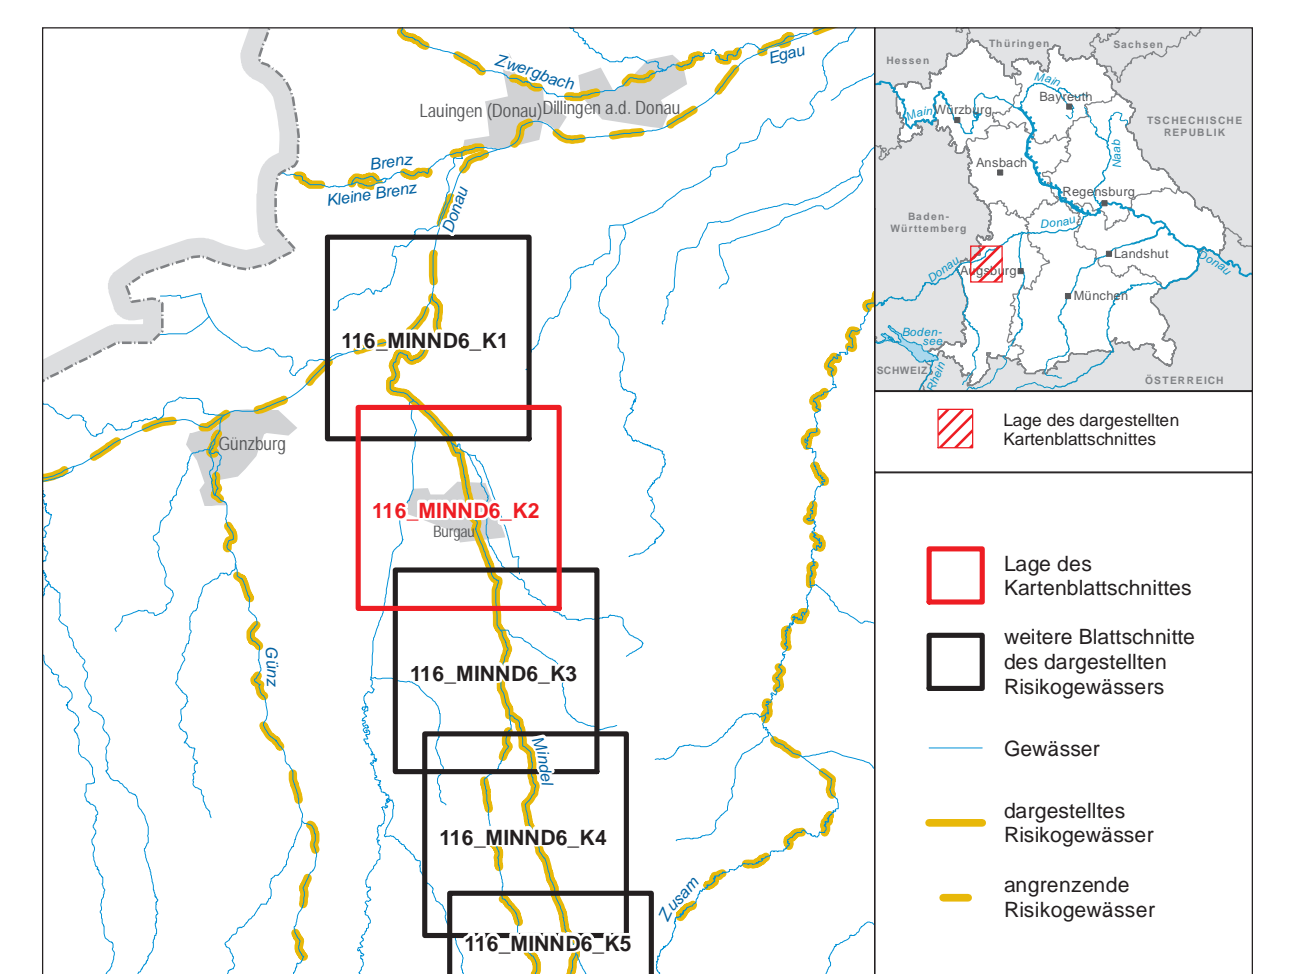 Zwergbach
Egau
Lauingen (Donau)
Dillingen a.d. Donau
Brenz
Kleine Brenz
Donau
116_MINND6_K1
Günzburg
116_MINND6_K2
Burgau
Günz
116_MINND6_K3
Mindel
116_MINND6_K4
Zusam
116_MINND6_K5
Thüringen
Sachsen
Hessen
Main
Bayreuth
Main
Würzburg
TSCHECHISCHE
REPUBLIK
Naab
Ansbach
Regensburg
Baden-
Württemberg
Donau
Donau
Augsburg
Landshut
Donau
München
Boden-
see
SCHWEIZ
Rhein
ÖSTERREICH
Lage des dargestellten
Kartenblattschnittes
Lage des
Kartenblattschnittes
weitere Blattschnitte
des dargestellten
Risikogewässers
Gewässer
dargestelltes
Risikogewässer
angrenzende
Risikogewässer